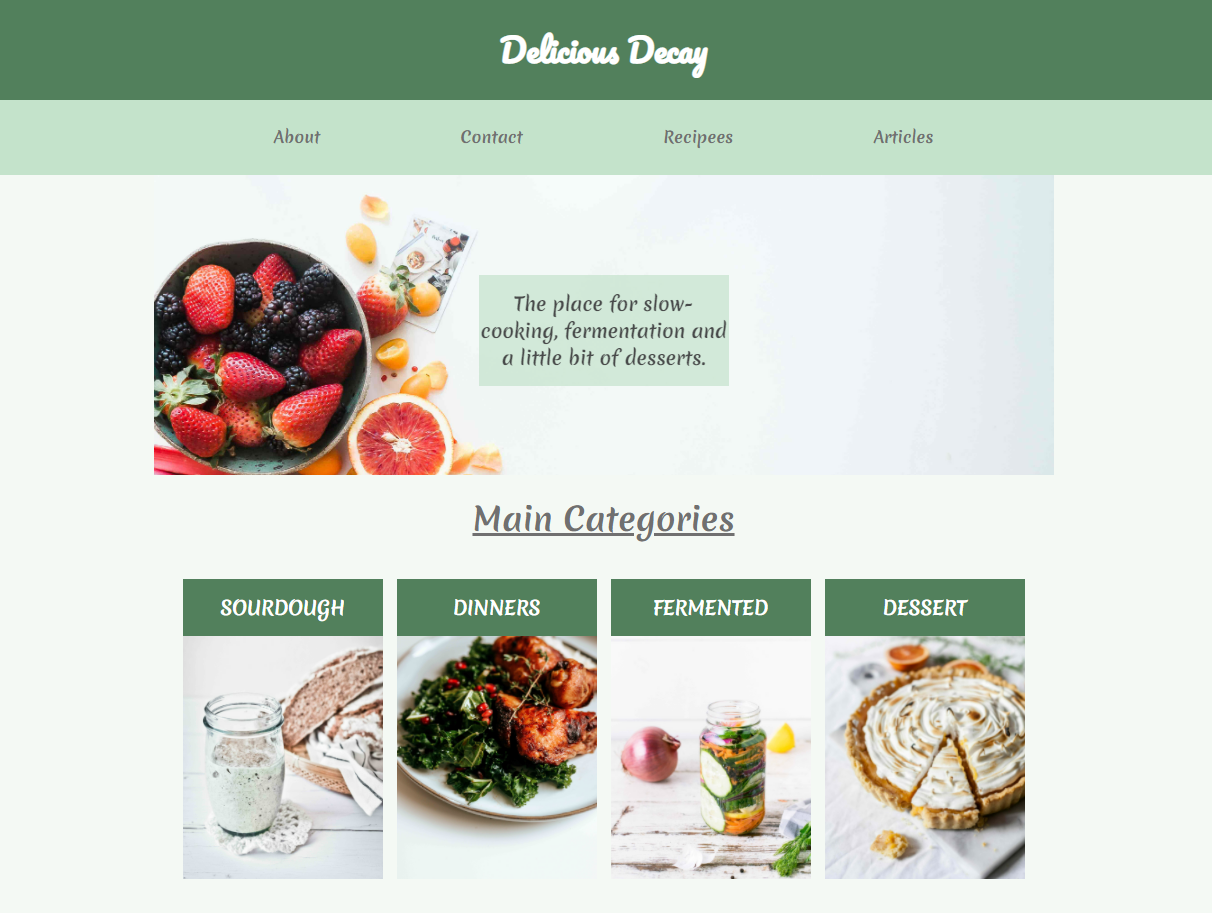 Delicious Decay
About Contact Recipees Articles
The place for slow-
cooking, fermentation and
a little bit of desserts.
Main Categories
SOURDOUGH DINNERS FERMENTED DESSERT